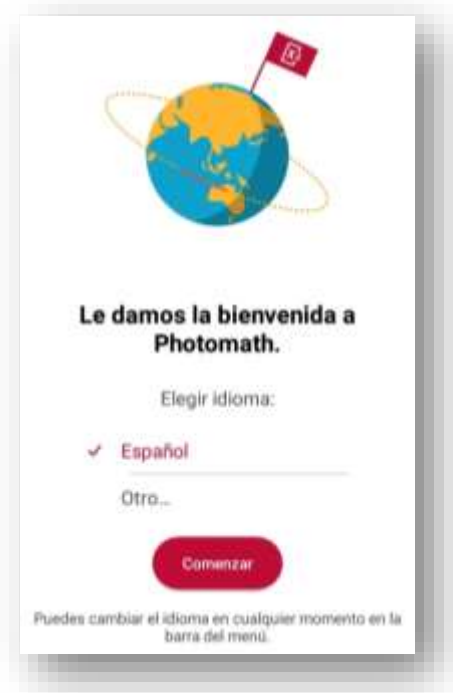 Le damos la bienvenida a
Photomath.
Elegir idioma:
Español
Otro...
Comenzar
Puedes cambiar el idioma en cualquier momento en la
barra del menú.